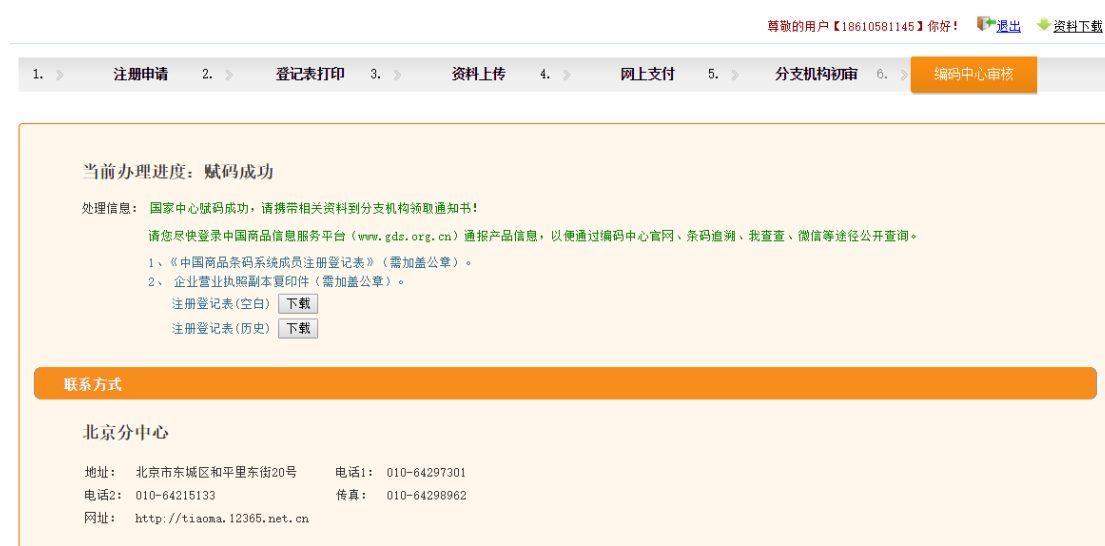 尊敬的用户【18610581145】你好! 退出 资料下载
1. 注册申请 2. 登记表打印 3. 资料上传 4. 网上支付 5. 分支机构初审 6. 编码中心审核
当前办理进度：赋码成功
处理信息： 国家中心赋码成功，请携带相关资料到分支机构领取通知书!
请您尽快登录中国商品信息服务平台（www.gds.org.cn）通报产品信息，以便通过编码中心官网、条码追溯、我查查、微信等途径公开查询。
1、《中国商品条码系统成员注册登记表》（需加盖公章）。
2、 企业营业执照副本复印件（需加盖公章）。
注册登记表(空白) 下载
注册登记表(历史) 下载
联系方式
北京分中心
地址： 北京市东城区和平里东街20号 电话1: 010-64297301
电话2: 010-64215133 传真： 010-64298962
网址： http://tiaoma.12365.net.cn